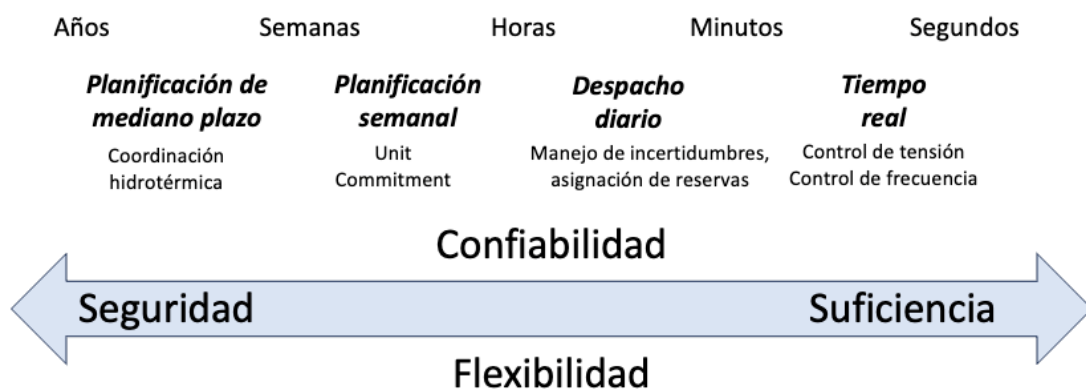 Años Semanas Horas Minutos Segundos
Planificación de mediano plazo
Coordinación hidrotérmica
Planificación semanal
Unit Commitment
Despacho diario
Manejo de incertidumbres, asignación de reservas
Tiempo real
Control de tensión
Control de frecuencia
Confiabilidad
Seguridad Suficiencia
Flexibilidad